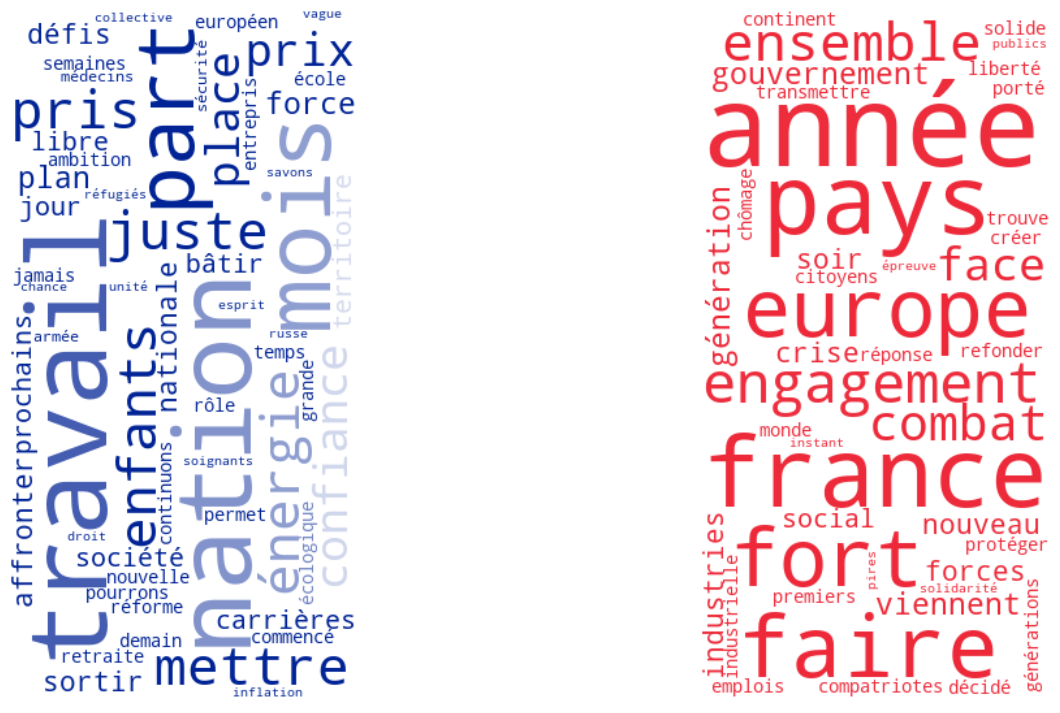 collective
vague
défis
européen
prix
semaines
médecins
part
sécurité
place
école
entrepris
force
pris
libre
ambition
plan
réfugiés
savons
mois
jour
juste
territoire
travail
bâtir
jamais
chance
unité
nationale
nation
esprit
armée
russe
temps
affronter
prochains
enfants
énergie
grande
confiance
rôle
continuons
soignants
écologique
permet
droit
société
nouvelle
pourrons
réforme
carrières
commencé
demain
retraite
mettre
sortir
inflation
continent
solide
ensemble
publics
gouvernement
liberté
transmettre
porté
année
pays
chômage
génération
trouve
créer
soir
épreuve
face
citoyens
europe
crise
réponse
refonder
engagement
combat
monde
instant
france
social
nouveau
industries
fort
protéger
pires
forces
industrielle
solidarité
premiers
viennent
générations
faire
emplois
compatriotes
décidé